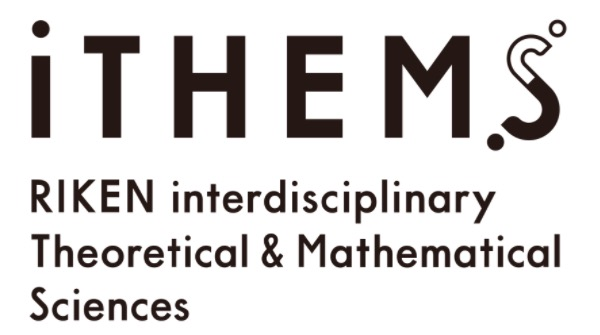 iTHEMS
RIKEN interdisciplinary
Theoretical & Mathematical
Sciences